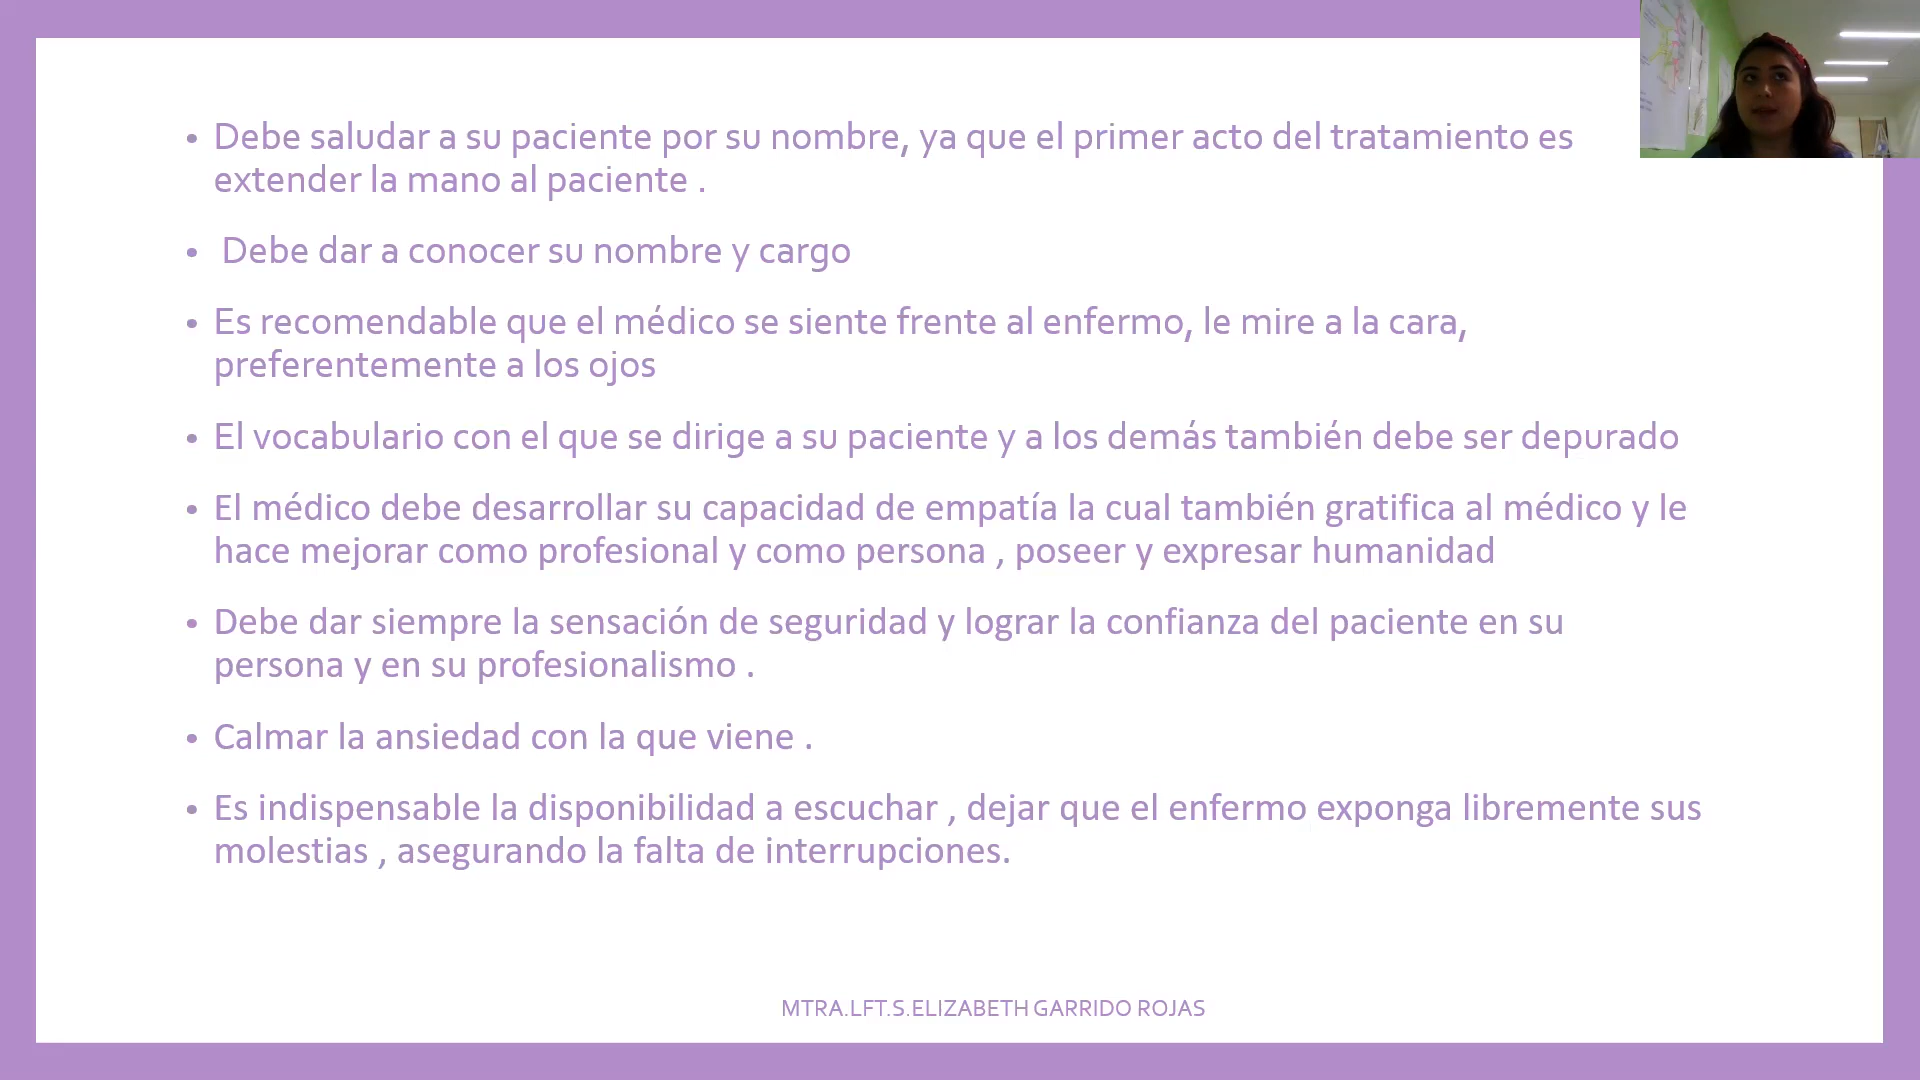 • Debe saludar a su paciente por su nombre, ya que el primer acto del tratamiento es
extender la mano al paciente .
• Debe dar a conocer su nombre y cargo
• Es recomendable que el médico se siente frente al enfermo, le mire a la cara,
preferentemente a los ojos
• El vocabulario con el que se dirige a su paciente y a los demás también debe ser depurado
• El médico debe desarrollar su capacidad de empatía la cual también gratifica al médico y le
hace mejorar como profesional y como persona , poseer y expresar humanidad
• Debe dar siempre la sensación de seguridad y lograr la confianza del paciente en su
persona y en su profesionalismo .
• Calmar la ansiedad con la que viene .
• Es indispensable la disponibilidad a escuchar , dejar que el enfermo exponga libremente sus
molestias , asegurando la falta de interrupciones.
MTRA.LFT.S.ELIZABETH GARRIDO ROJAS